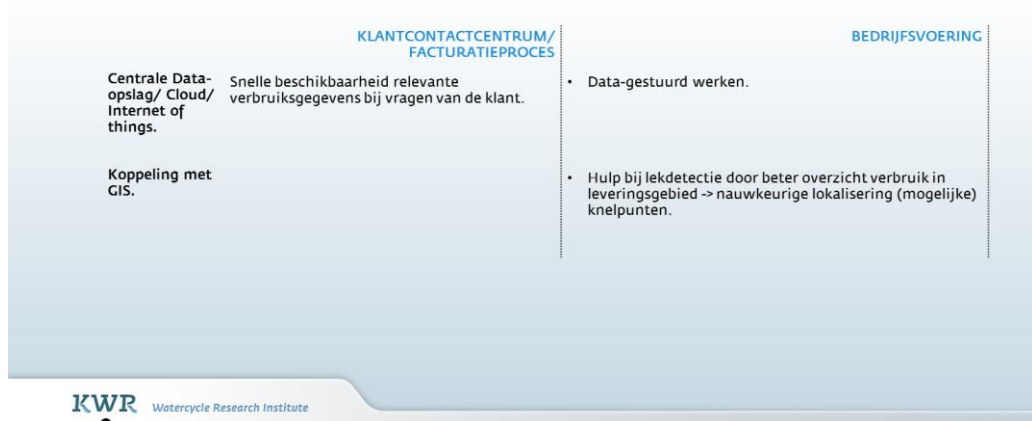 KLANTCONTACTCENTRUM/
FACTURATIEPROCES
BEDRIJFSVOERING
Centrale Data-
opslag/ Cloud/
Internet of
things.
Snelle beschikbaarheid relevante
verbruiksgegevens bij vragen van de klant.
• Data-gestuurd werken.
Koppeling met
GIS.
• Hulp bij lekdetectie door beter overzicht verbruik in
leveringsgebied -> nauwkeurige lokalisering (mogelijke)
knelpunten.
KWR Watercycle Research Institute